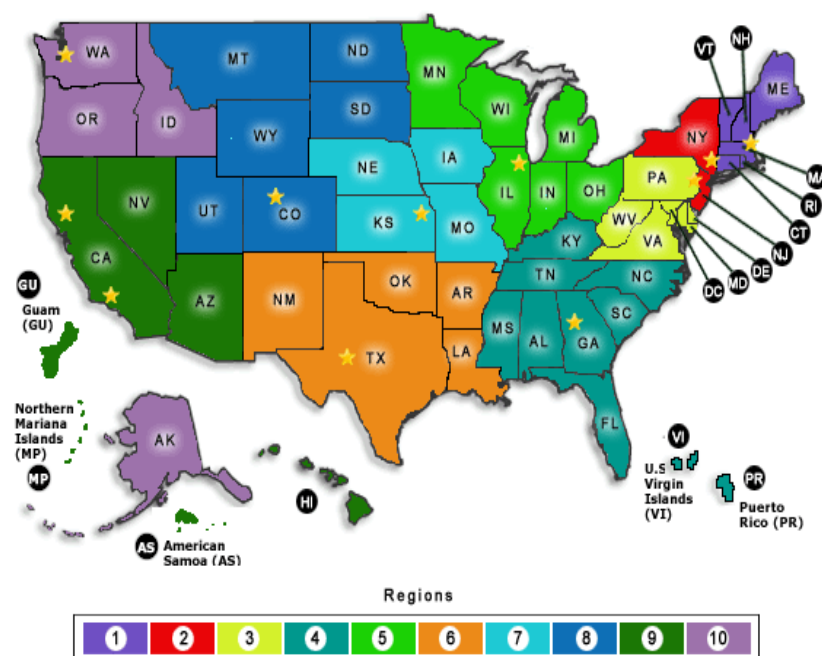 WA
MT
ND
MN
VT
NH
ME
OR
ID
WY
SD
WI
MI
NY
MA
RI
CT
NJ
DE
MD
DC
NV
UT
CO
NE
IA
IL
IN
OH
PA
WV
VA
CA
KS
MO
KY
AZ
NM
OK
AR
TN
NC
SC
TX
LA
MS
AL
GA
FL
GU
Guam
(GU)
Northern
Mariana
Islands
(MP)
MP
AK
HI
AS
American
Samoa (AS)
VI
U.S
Virgin
Islands
(VI)
PR
Puerto
Rico (PR)
Regions
1 2 3 4 5 6 7 8 9 10